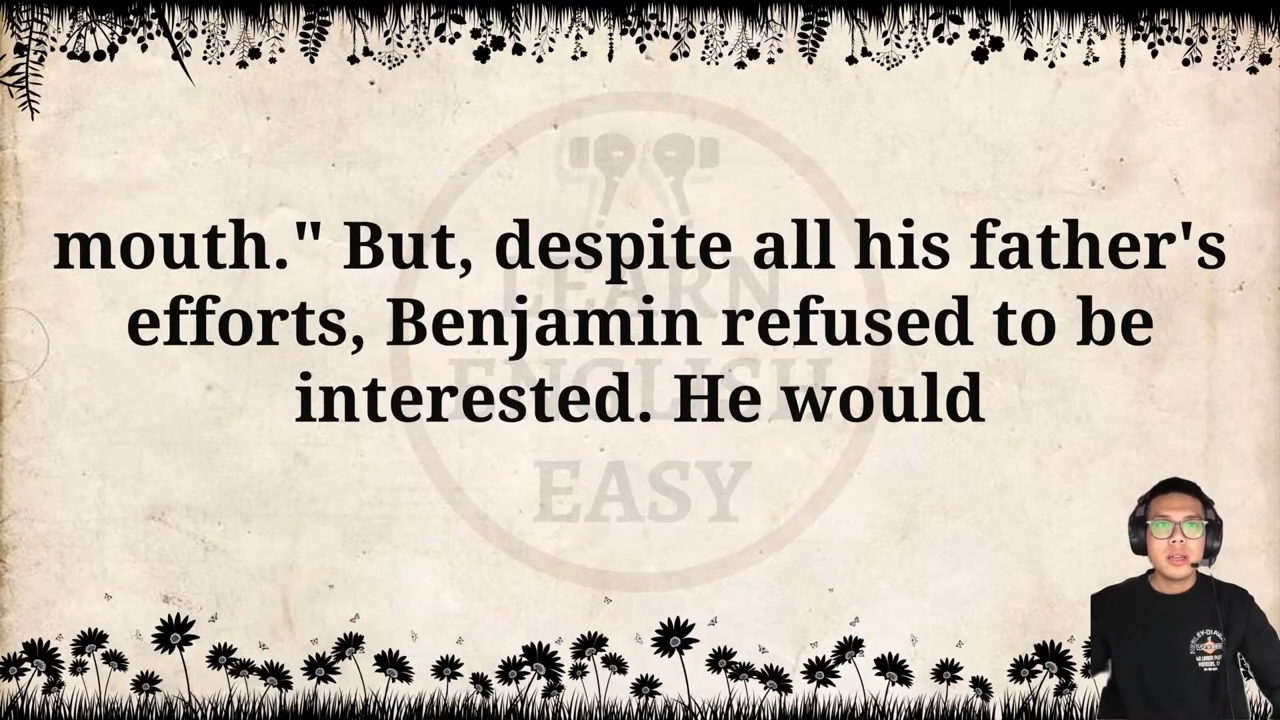 mouth." But, despite all his father's
efforts, Benjamin refused to be
interested. He would
LEARN
ENGLISH
EASY